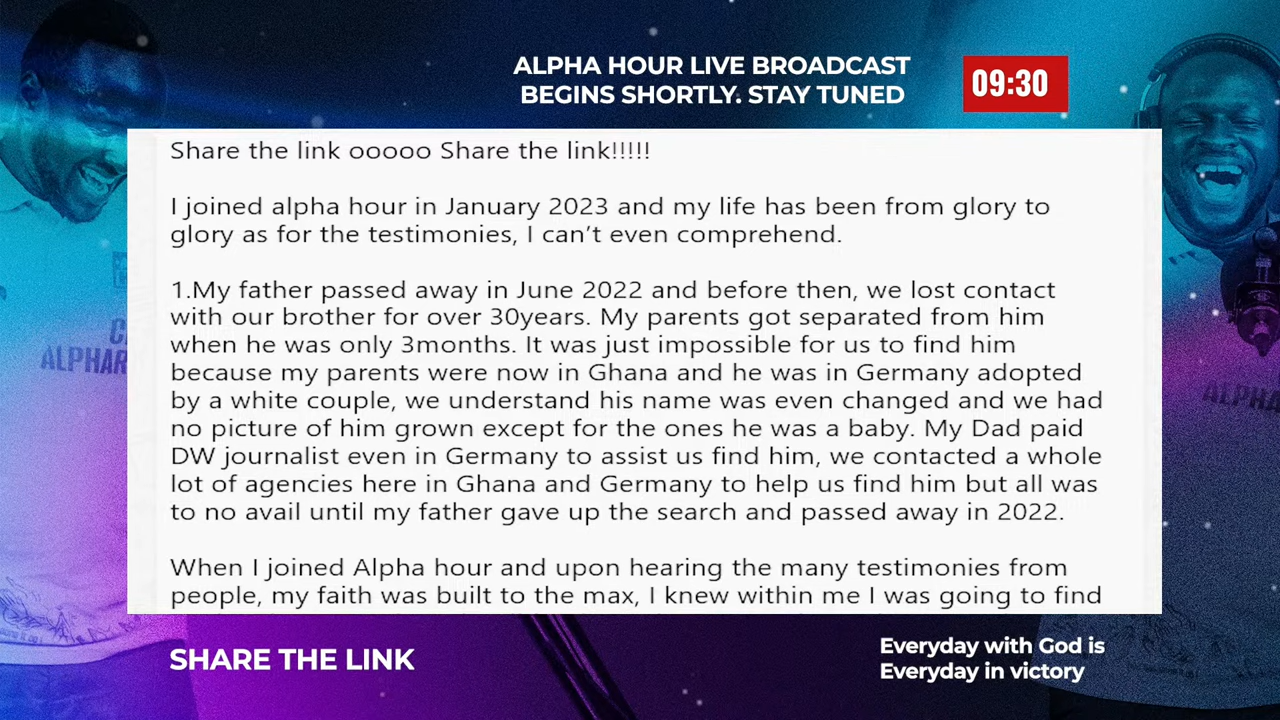 ALPHA HOUR LIVE BROADCAST
BEGINS SHORTLY. STAY TUNED
09:30
Share the link ooooo Share the link!!!!!
I joined alpha hour in January 2023 and my life has been from glory to
glory as for the testimonies, I can't even comprehend.
1.My father passed away in June 2022 and before then, we lost contact
with our brother for over 30years. My parents got separated from him
when he was only 3months. It was just impossible for us to find him
because my parents were now in Ghana and he was in Germany adopted
by a white couple, we understand his name was even changed and we had
no picture of him grown except for the ones he was a baby. My Dad paid
DW journalist even in Germany to assist us find him, we contacted a whole
lot of agencies here in Ghana and Germany to help us find him but all was
to no avail until my father gave up the search and passed away in 2022.
When I joined Alpha hour and upon hearing the many testimonies from
people, my faith was built to the max, I knew within me I was going to find
SHARE THE LINK
Everyday with God is
Everyday in victory